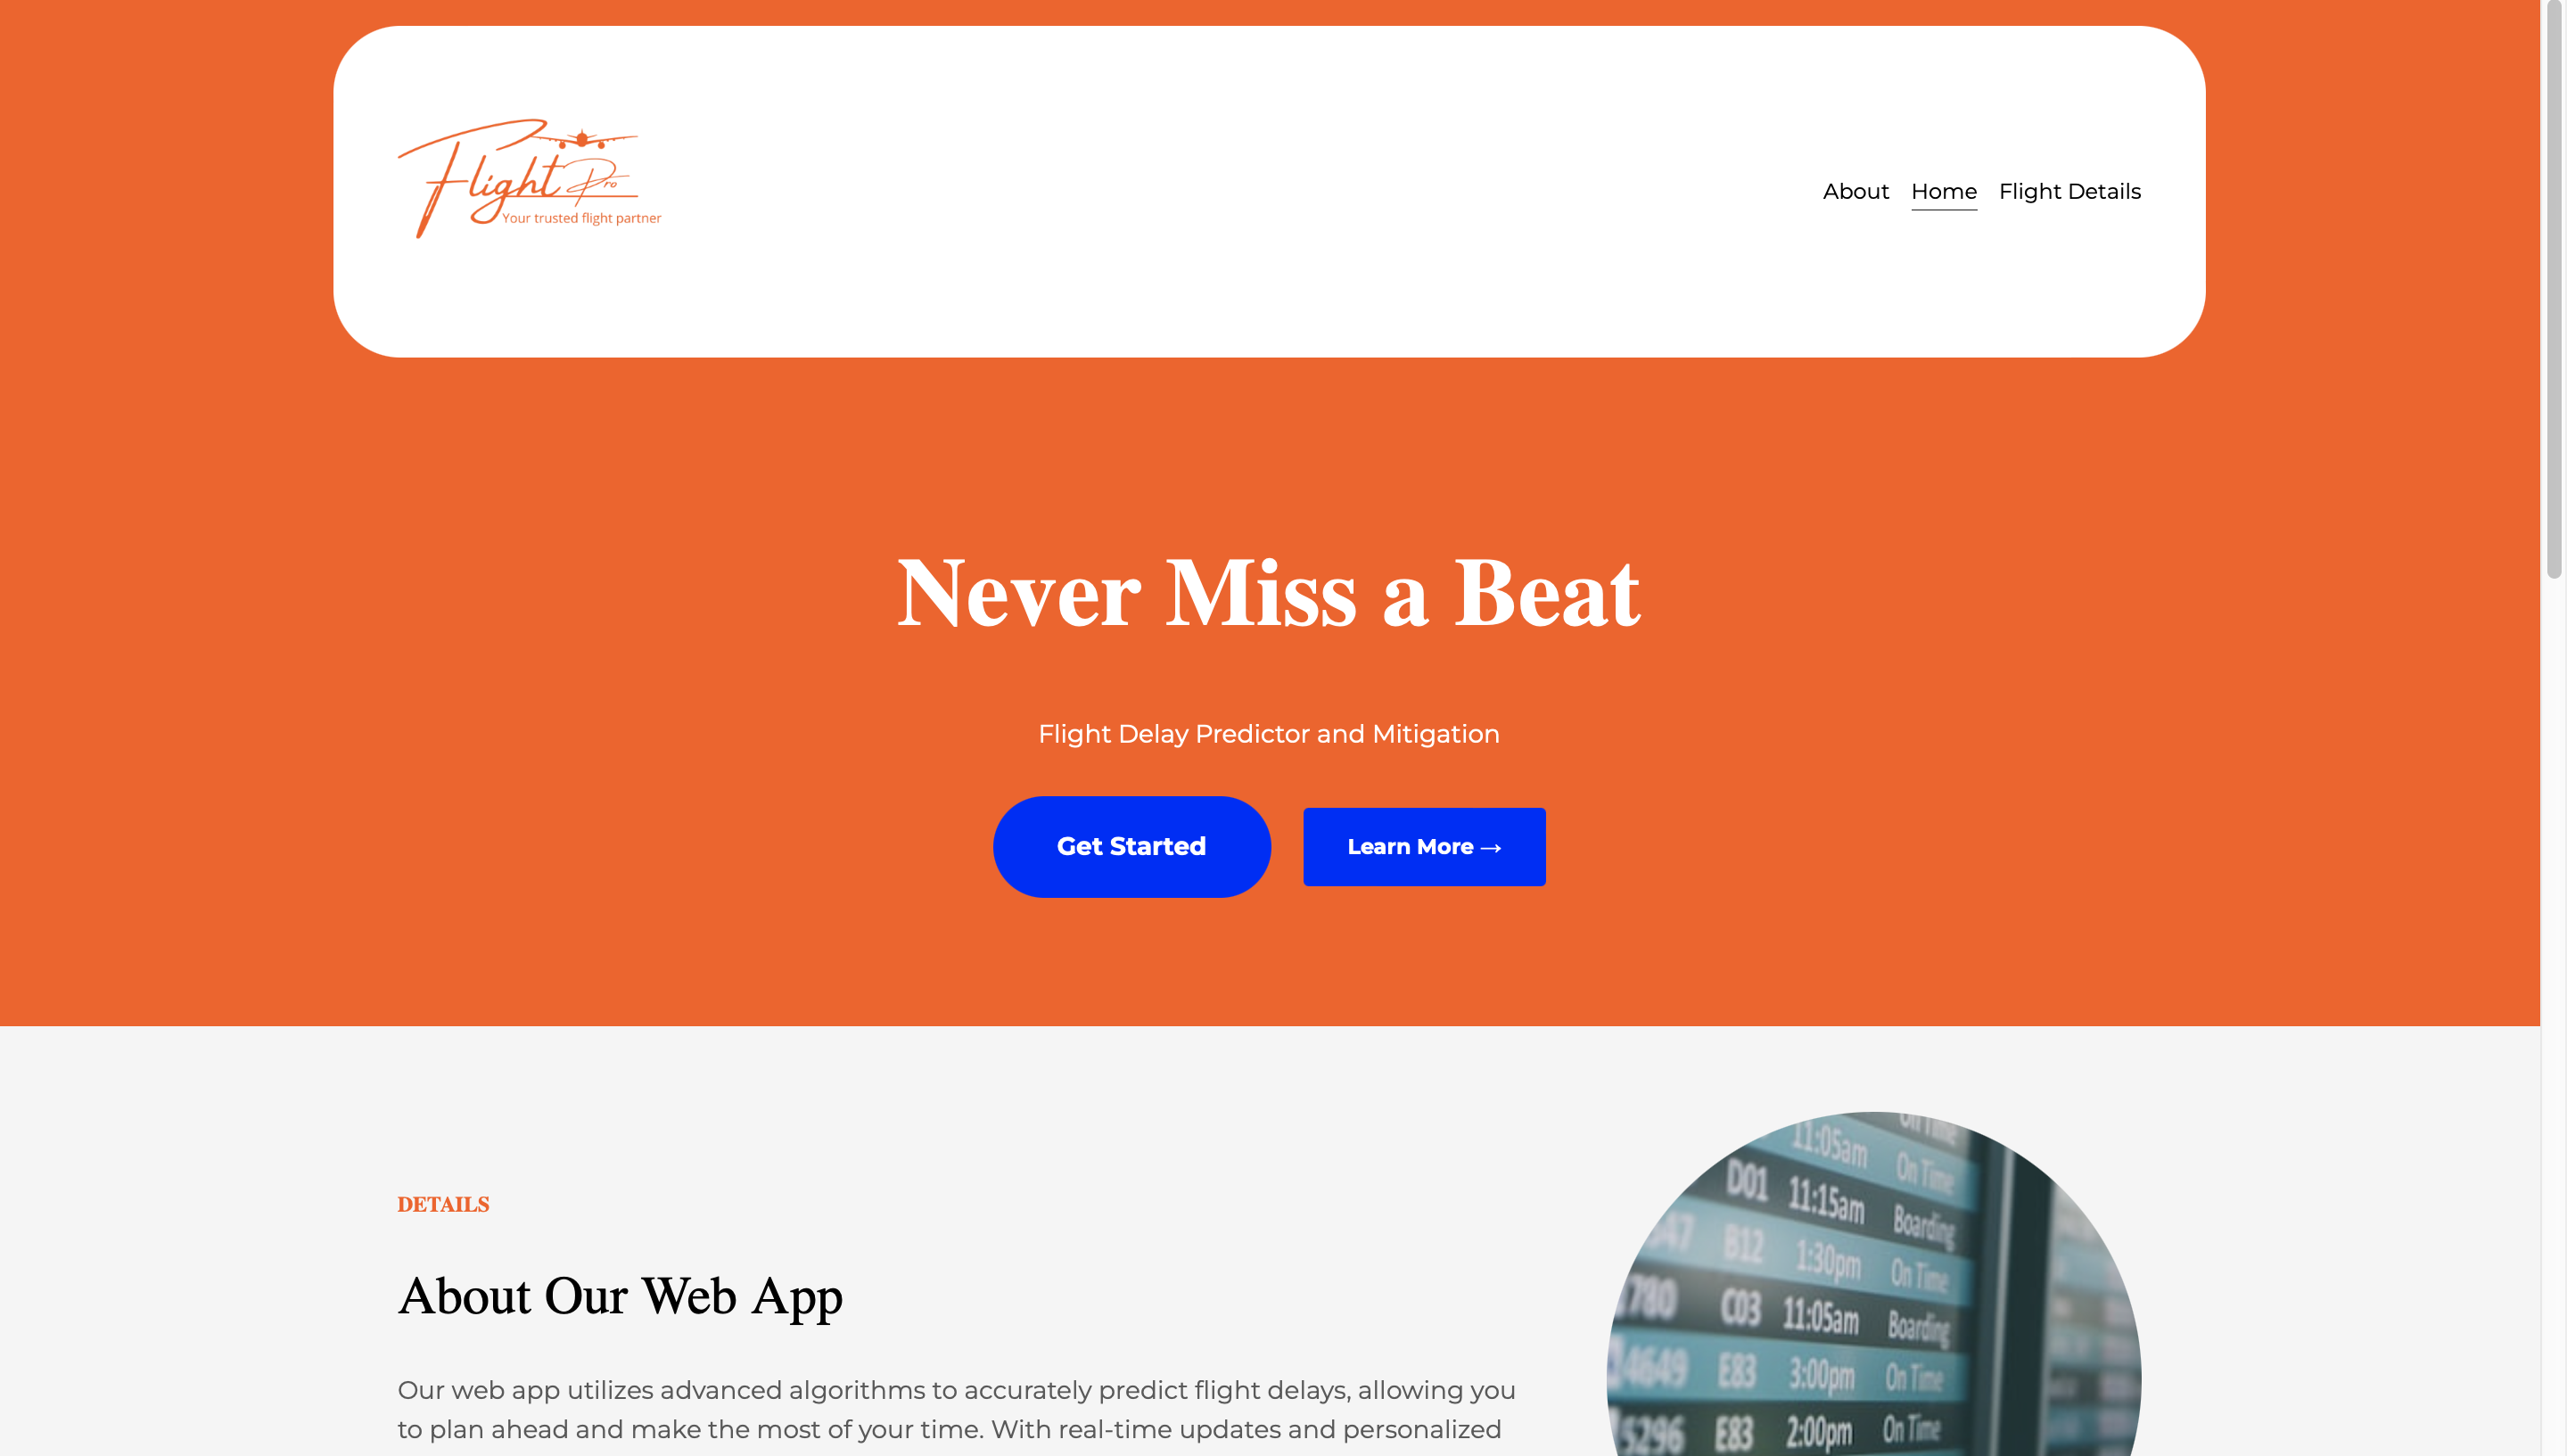 Flight Pro
Your trusted flight partner
About Home Flight Details
Never Miss a Beat
Flight Delay Predictor and Mitigation
Get Started
Learn More →
DETAILS
About Our Web App
Our web app utilizes advanced algorithms to accurately predict flight delays, allowing you
to plan ahead and make the most of your time. With real-time updates and personalized
On Time
11:05am On Time
D01 11:15am Boarding
B12 1:30pm On Time
780 C03 11:05am Boarding
4649 E83 3:00pm On Time
5296 E83 2:00pm On Time